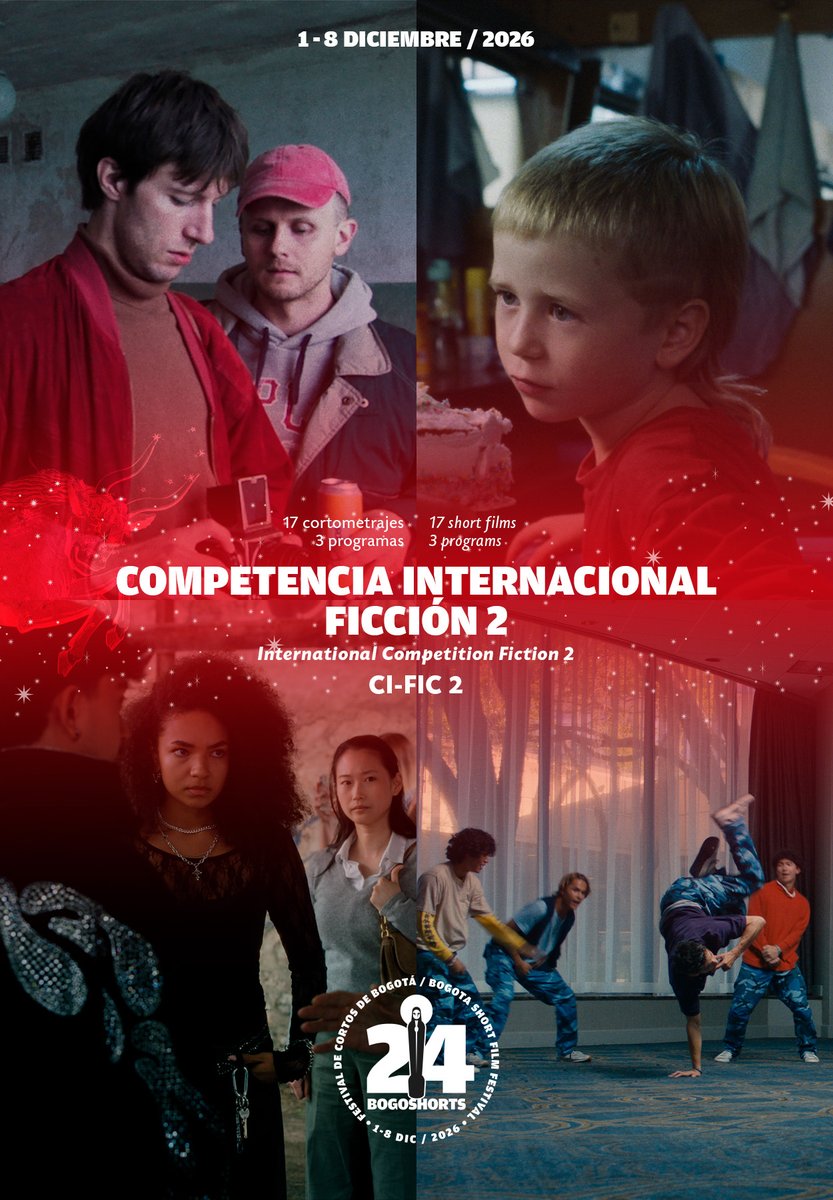 1 - 8 DICIEMBRE / 2026
17 cortometrajes
3 programas
17 short films
3 programs
COMPETENCIA INTERNACIONAL
FICCIÓN 2
International Competition Fiction 2
CI-FIC 2
FESTIVAL DE CORTOS DE BOGOTÁ / BOGOTA SHORT FILM FESTIVAL
24
BOGOSHORTS
• 1-8 DIC / 2026 •